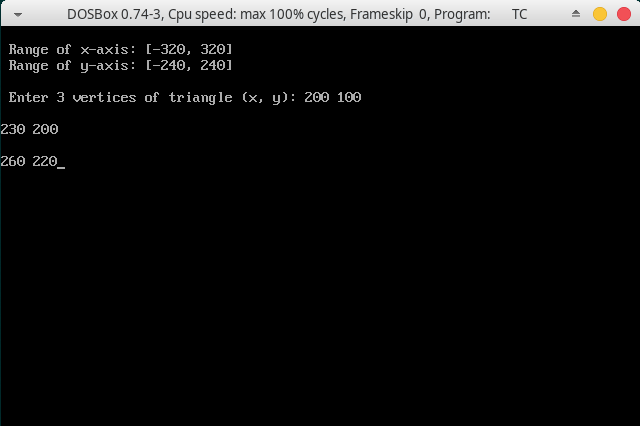 DOSBox 0.74-3, Cpu speed: max 100% cycles, Frameskip 0, Program: TC
Range of x-axis: [-320, 320]
Range of y-axis: [-240, 240]
Enter 3 vertices of triangle (x, y): 200 100
230 200
260 220_